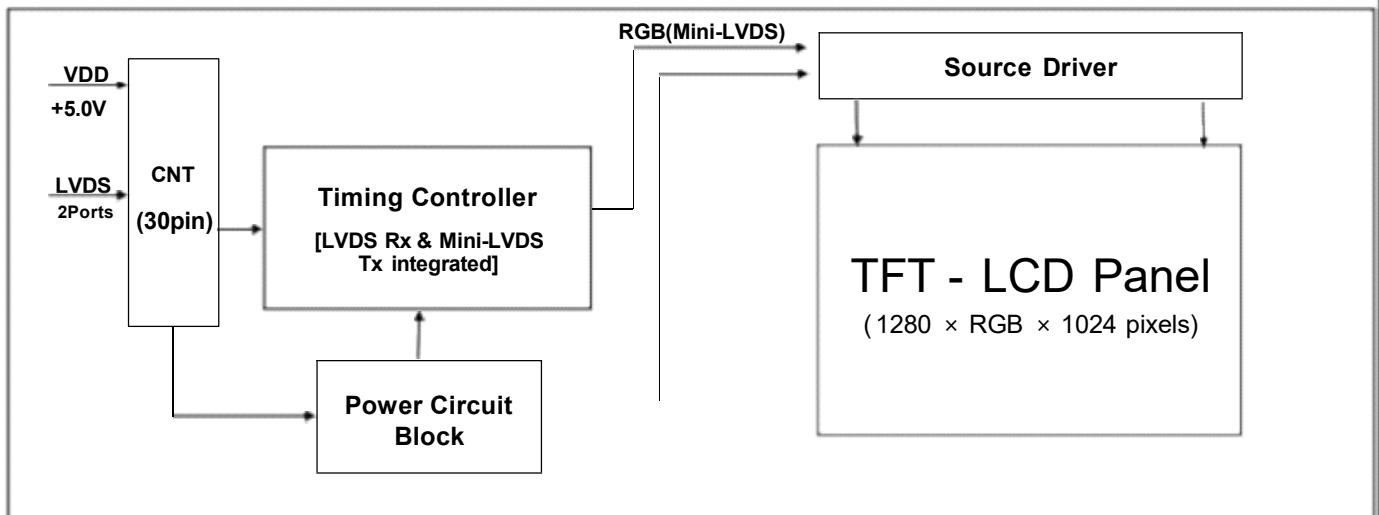 RGB(Mini-LVDS)
VDD
+5.0V
LVDS
2Ports
CNT
(30pin)
Timing Controller
[LVDS Rx & Mini-LVDS
Tx integrated]
Power Circuit
Block
Source Driver
TFT - LCD Panel
(1280 × RGB × 1024 pixels)